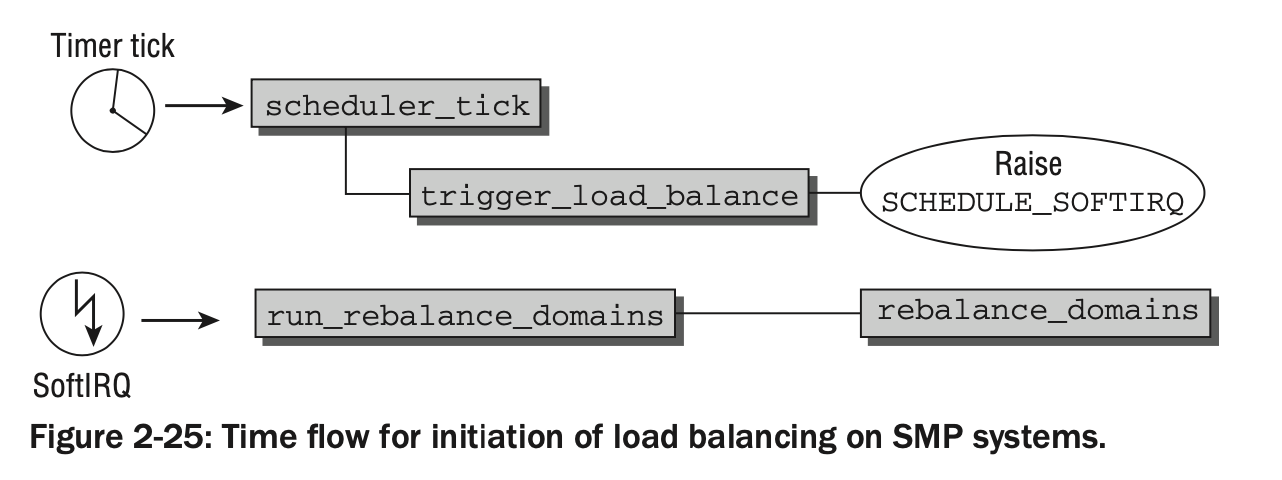 Timer tick
scheduler_tick
trigger_load_balance
Raise
SCHEDULE_SOFTIRQ
run_rebalance_domains
rebalance_domains
SoftIRQ
Figure 2-25: Time flow for initiation of load balancing on SMP systems.